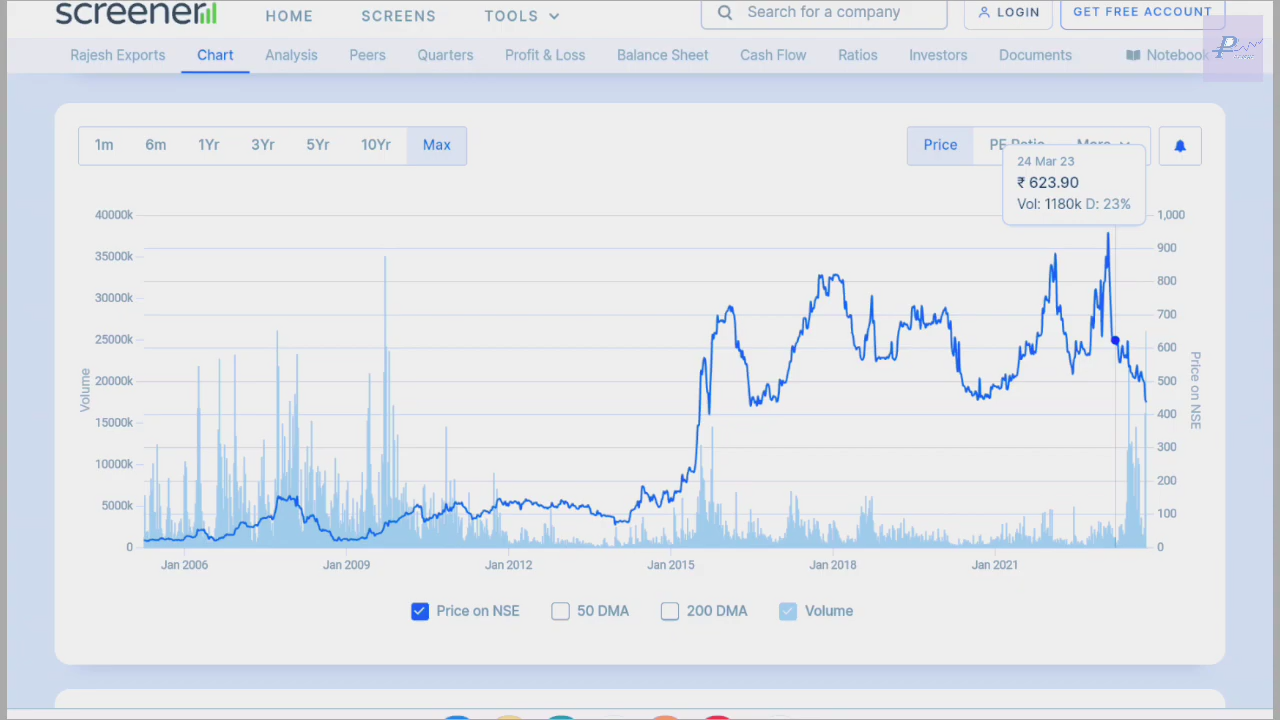 screener
HOME SCREENS TOOLS
Search for a company
LOGIN
GET FREE ACCOUNT
Rajesh Exports Chart Analysis Peers Quarters Profit & Loss Balance Sheet Cash Flow Ratios Investors Documents Notebook
1m 6m 1Yr 3Yr 5Yr 10Yr Max
Price PE Ratio More
24 Mar 23
₹ 623.90
Vol: 1180k D: 23%
40000k
35000k
30000k
25000k
20000k
15000k
10000k
5000k
0
Volume
1,000
900
800
700
600
500
400
300
200
100
0
Price on NSE
Jan 2006 Jan 2009 Jan 2012 Jan 2015 Jan 2018 Jan 2021
Price on NSE 50 DMA 200 DMA Volume